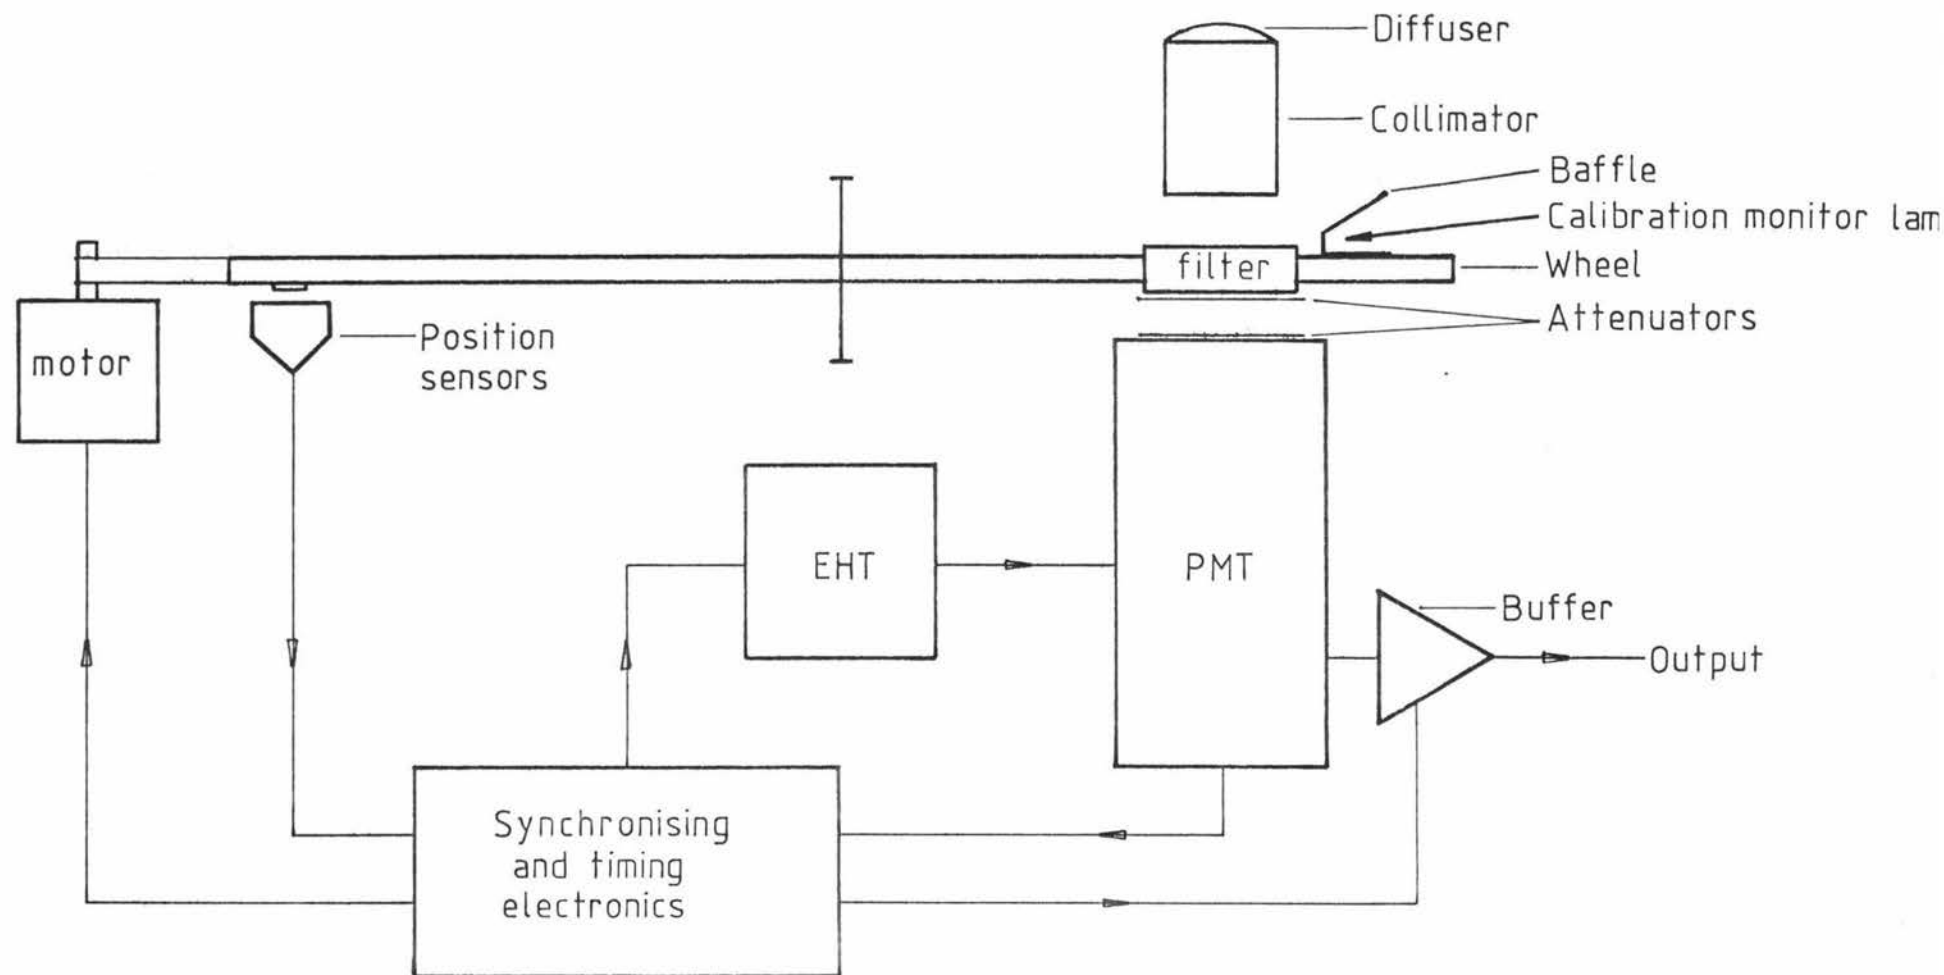 Diffuser
Collimator
Baffle
Calibration monitor lam
Wheel
filter
Attenuators
Position
sensors
motor
EHT
PMT
Buffer
Output
Synchronising
and timing
electronics